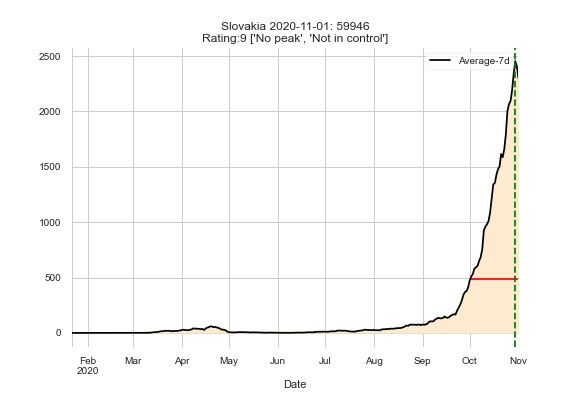 Slovakia 2020-11-01: 59946
Rating:9 ['No peak', 'Not in control']
Average-7d
2500
2000
1500
1000
500
0
Feb Mar Apr May Jun Jul Aug Sep Oct Nov
2020
Date